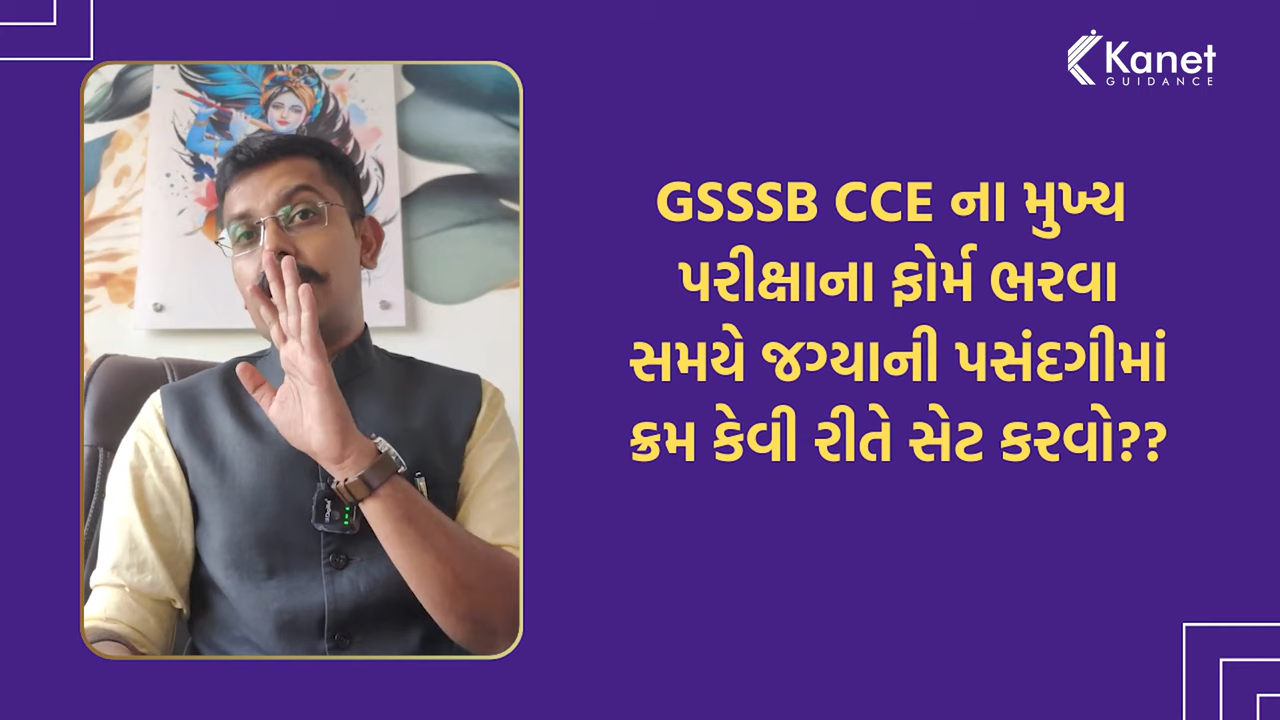 Kanet
GUIDANCE
GSSSB CCE ના મુખ્ય
પરીક્ષાના ફોર્મ ભરવા
સમયે જગ્યાની પસંદગીમાં
ક્રમ કેવી રીતે સેટ કરવો??